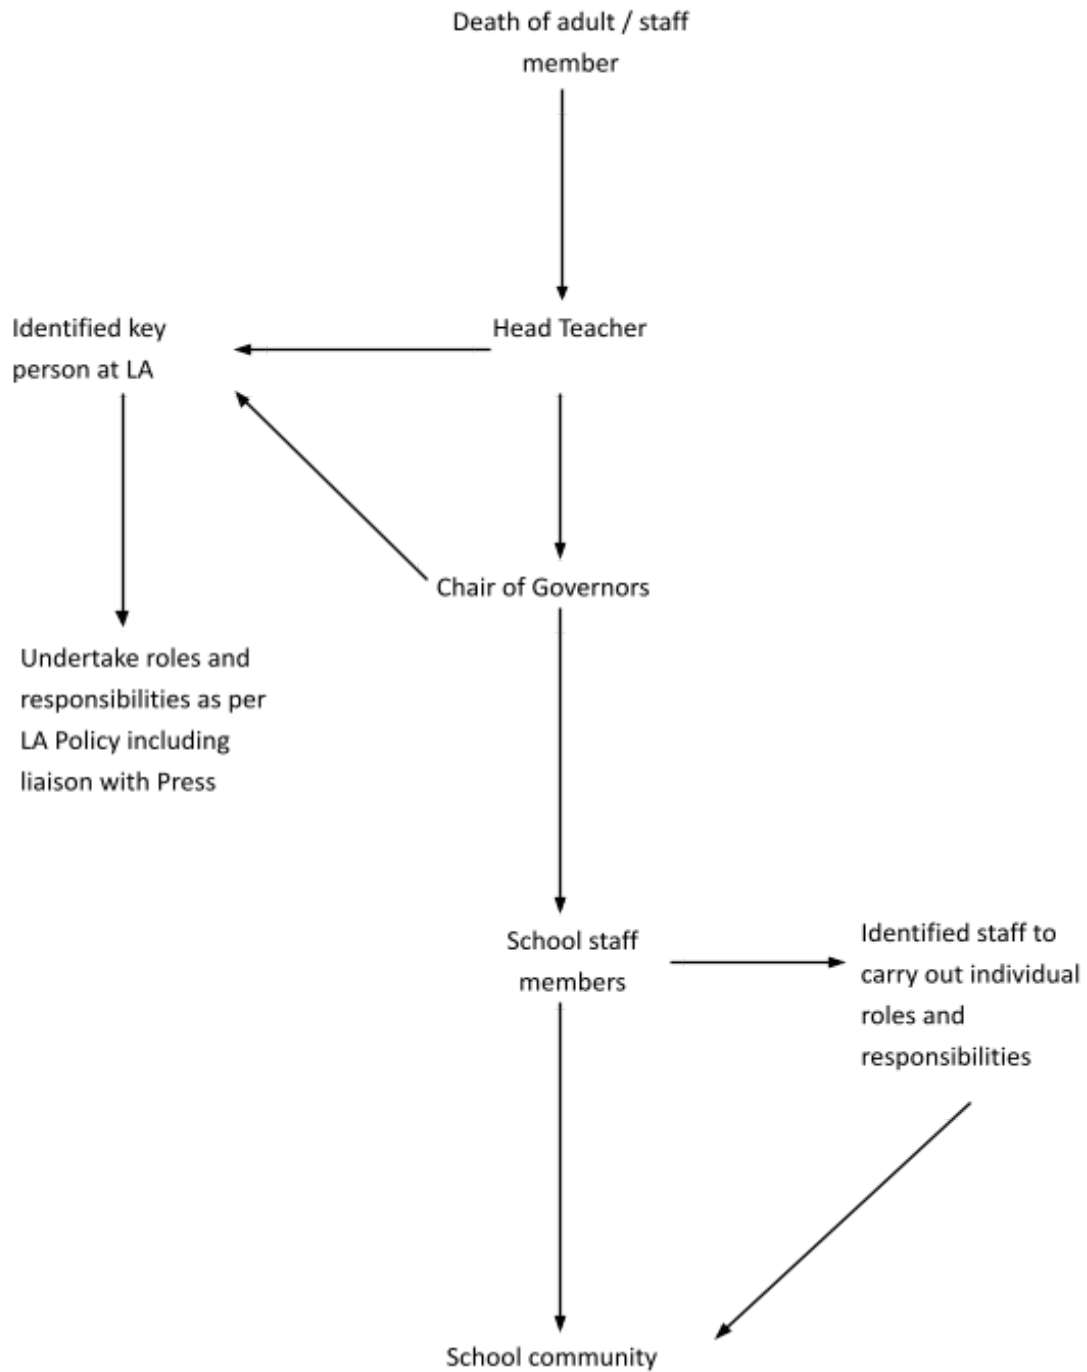 Death of adult / staff
member
Identified key
person at LA
Head Teacher
Chair of Governors
Undertake roles and
responsibilities as per
LA Policy including
liaison with Press
School staff
members
Identified staff to
carry out individual
roles and
responsibilities
School community